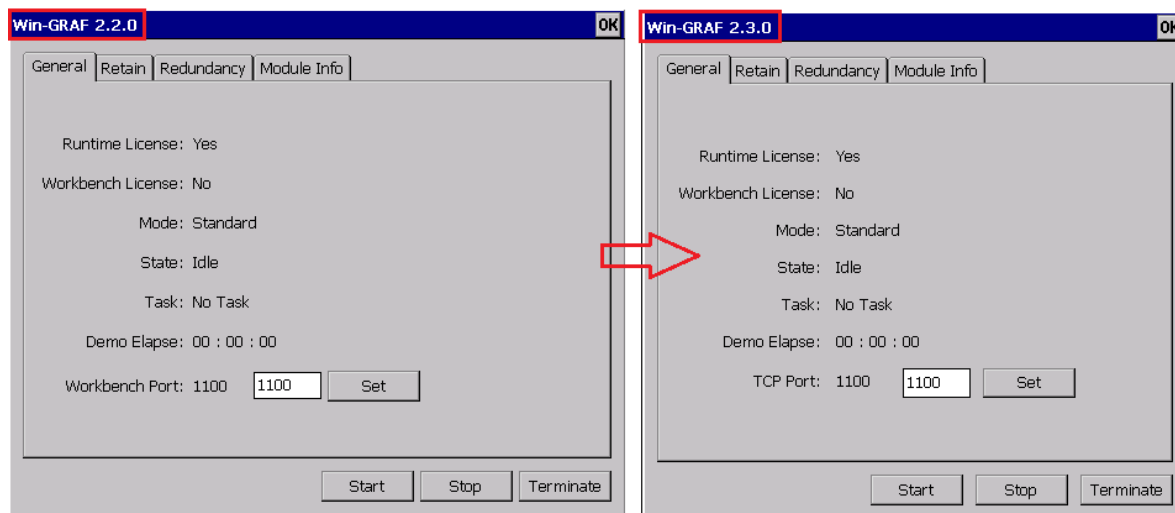 Win-GRAF 2.2.0 OK
General Retain Redundancy Module Info
Runtime License: Yes
Workbench License: No
Mode: Standard
State: Idle
Task: No Task
Demo Elapse: 00 : 00 : 00
Workbench Port: 1100 1100 Set
Start Stop Terminate
Win-GRAF 2.3.0 OK
General Retain Redundancy Module Info
Runtime License: Yes
Workbench License: No
Mode: Standard
State: Idle
Task: No Task
Demo Elapse: 00 : 00 : 00
TCP Port: 1100 1100 Set
Start Stop Terminate